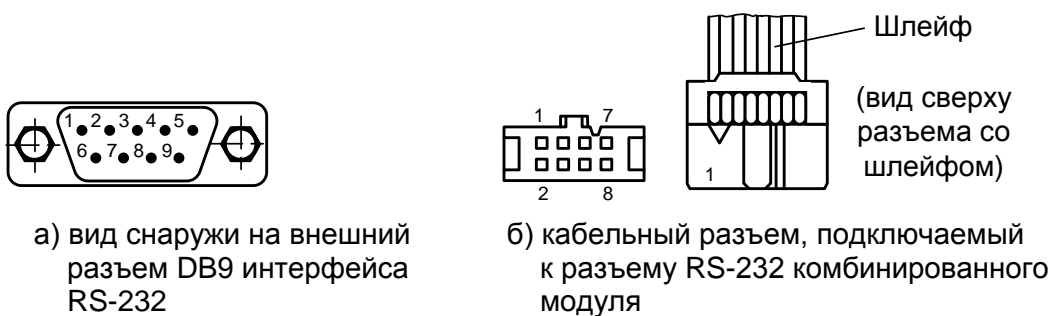 Шлейф
(вид сверху
разъема со
шлейфом)
1 7
2 8
1
1 2 3 4 5
6 7 8 9
а) вид снаружи на внешний
разъем DB9 интерфейса
RS-232
б) кабельный разъем, подключаемый
к разъему RS-232 комбинированного
модуля